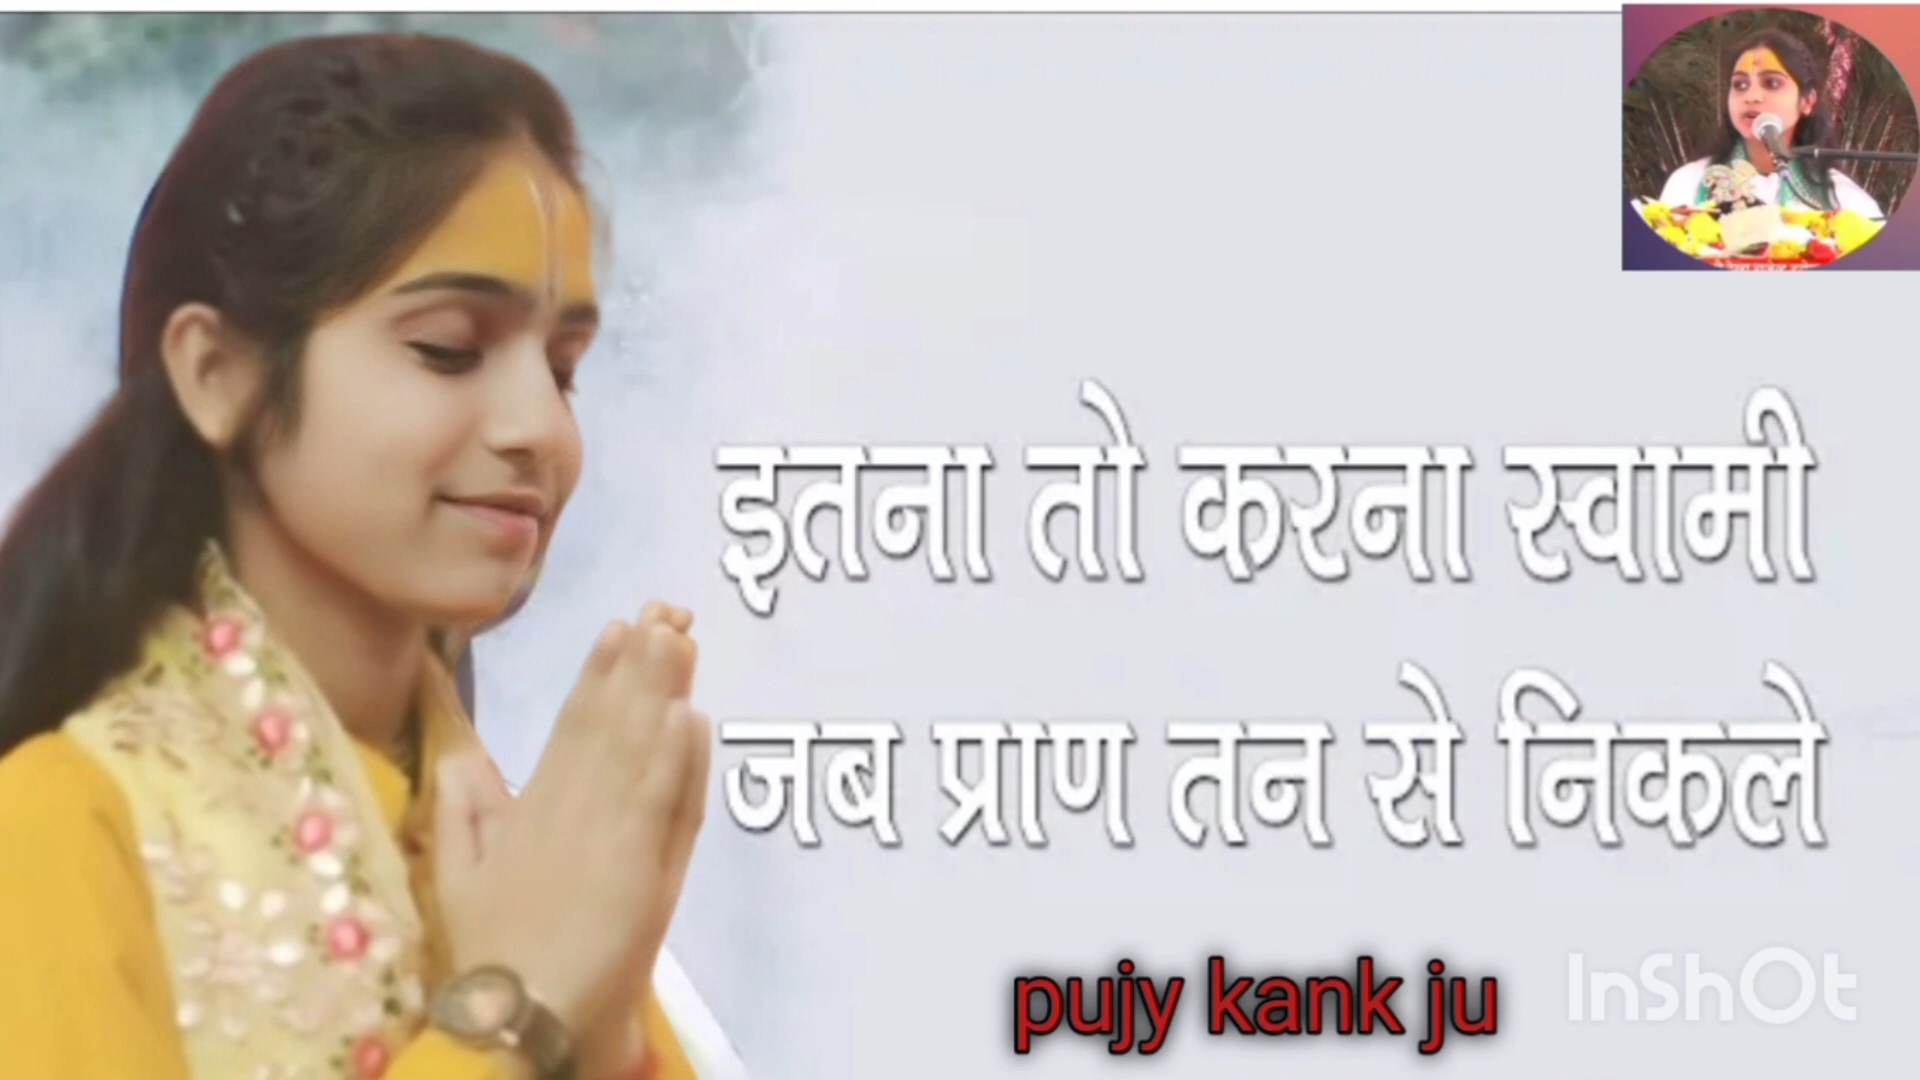 इतना तो करना स्वामी
जब प्राण तन से निकले
pujy kank ju
InShOt